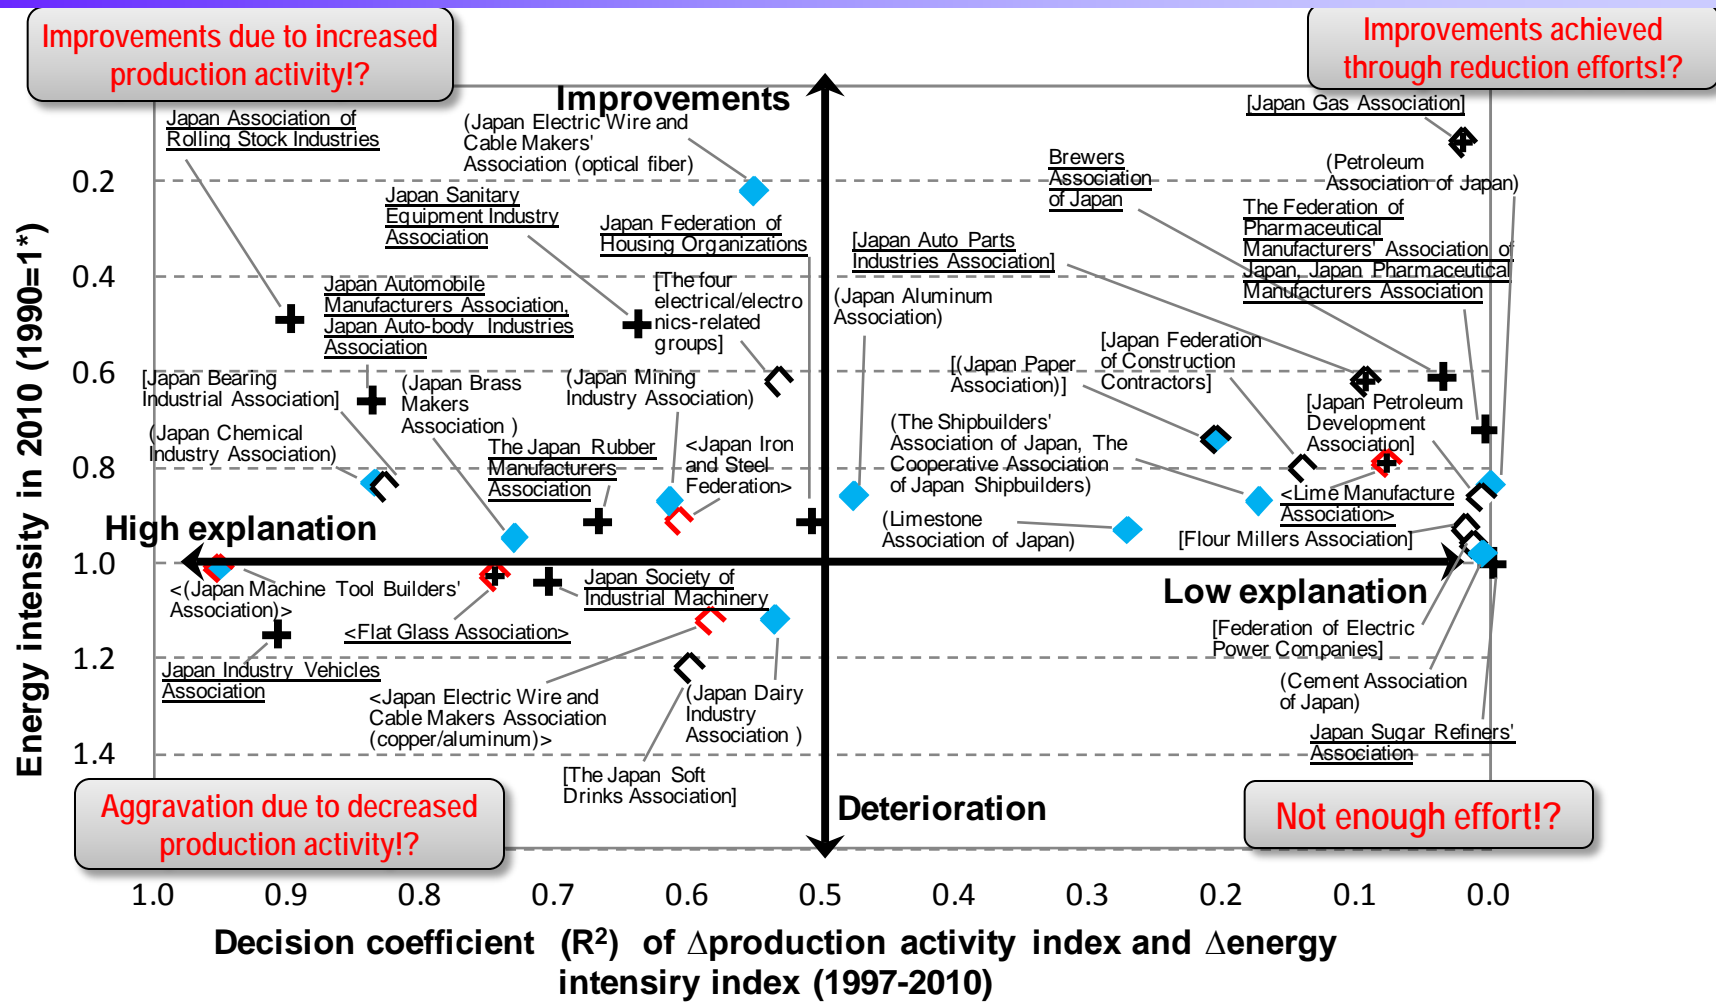 Improvements due to increased
production activity!?
Improvements achieved
through reduction efforts!?
Improvements
Japan Association of
Rolling Stock Industries
(Japan Electric Wire and
Cable Makers'
Association (optical fiber)
[Japan Gas Association]
Brewers
Association
of Japan
(Petroleum
Association of Japan)
Japan Sanitary
Equipment Industry
Association
Japan Federation of
Housing Organizations
[Japan Auto Parts
Industries Association]
The Federation of
Pharmaceutical
Manufacturers' Association of
Japan, Japan Pharmaceutical
Manufacturers Association
Japan Automobile
Manufacturers Association,
Japan Auto-body Industries
Association
[The four
electrical/electro
nics-related
groups]
(Japan Aluminum
Association)
[Japan Federation
of Construction
Contractors]
[(Japan Paper
Association)]
[Japan Bearing
Industrial Association]
(Japan Brass
Makers
Association )
(Japan Mining
Industry Association)
[Japan Petroleum
Development
Association]
(Japan Chemical
Industry Association)
The Japan Rubber
Manufacturers
Association
<Japan Iron
and Steel
Federation>
(The Shipbuilders'
Association of Japan, The
Cooperative Association
of Japan Shipbuilders)
<Lime Manufacture
Association>
(Limestone
Association of Japan)
[Flour Millers Association]
High explanation
Low explanation
<(Japan Machine Tool Builders'
Association)>
<Flat Glass Association>
Japan Society of
Industrial Machinery
Japan Industry Vehicles
Association
<Japan Electric Wire and
Cable Makers Association
(copper/aluminum)>
(Japan Dairy
Industry
Association )
[The Japan Soft
Drinks Association]
[Federation of Electric
Power Companies]
(Cement Association
of Japan)
Japan Sugar Refiners'
Association
Aggravation due to decreased
production activity!?
Deterioration
Not enough effort!?
Energy intensity in 2010 (1990=1*)
0.2
0.4
0.6
0.8
1.0
1.2
1.4
1.0 0.9 0.8 0.7 0.6 0.5 0.4 0.3 0.2 0.1 0.0
Decision coefficient (R²) of Δproduction activity index and Δenergy
intensiry index (1997-2010)